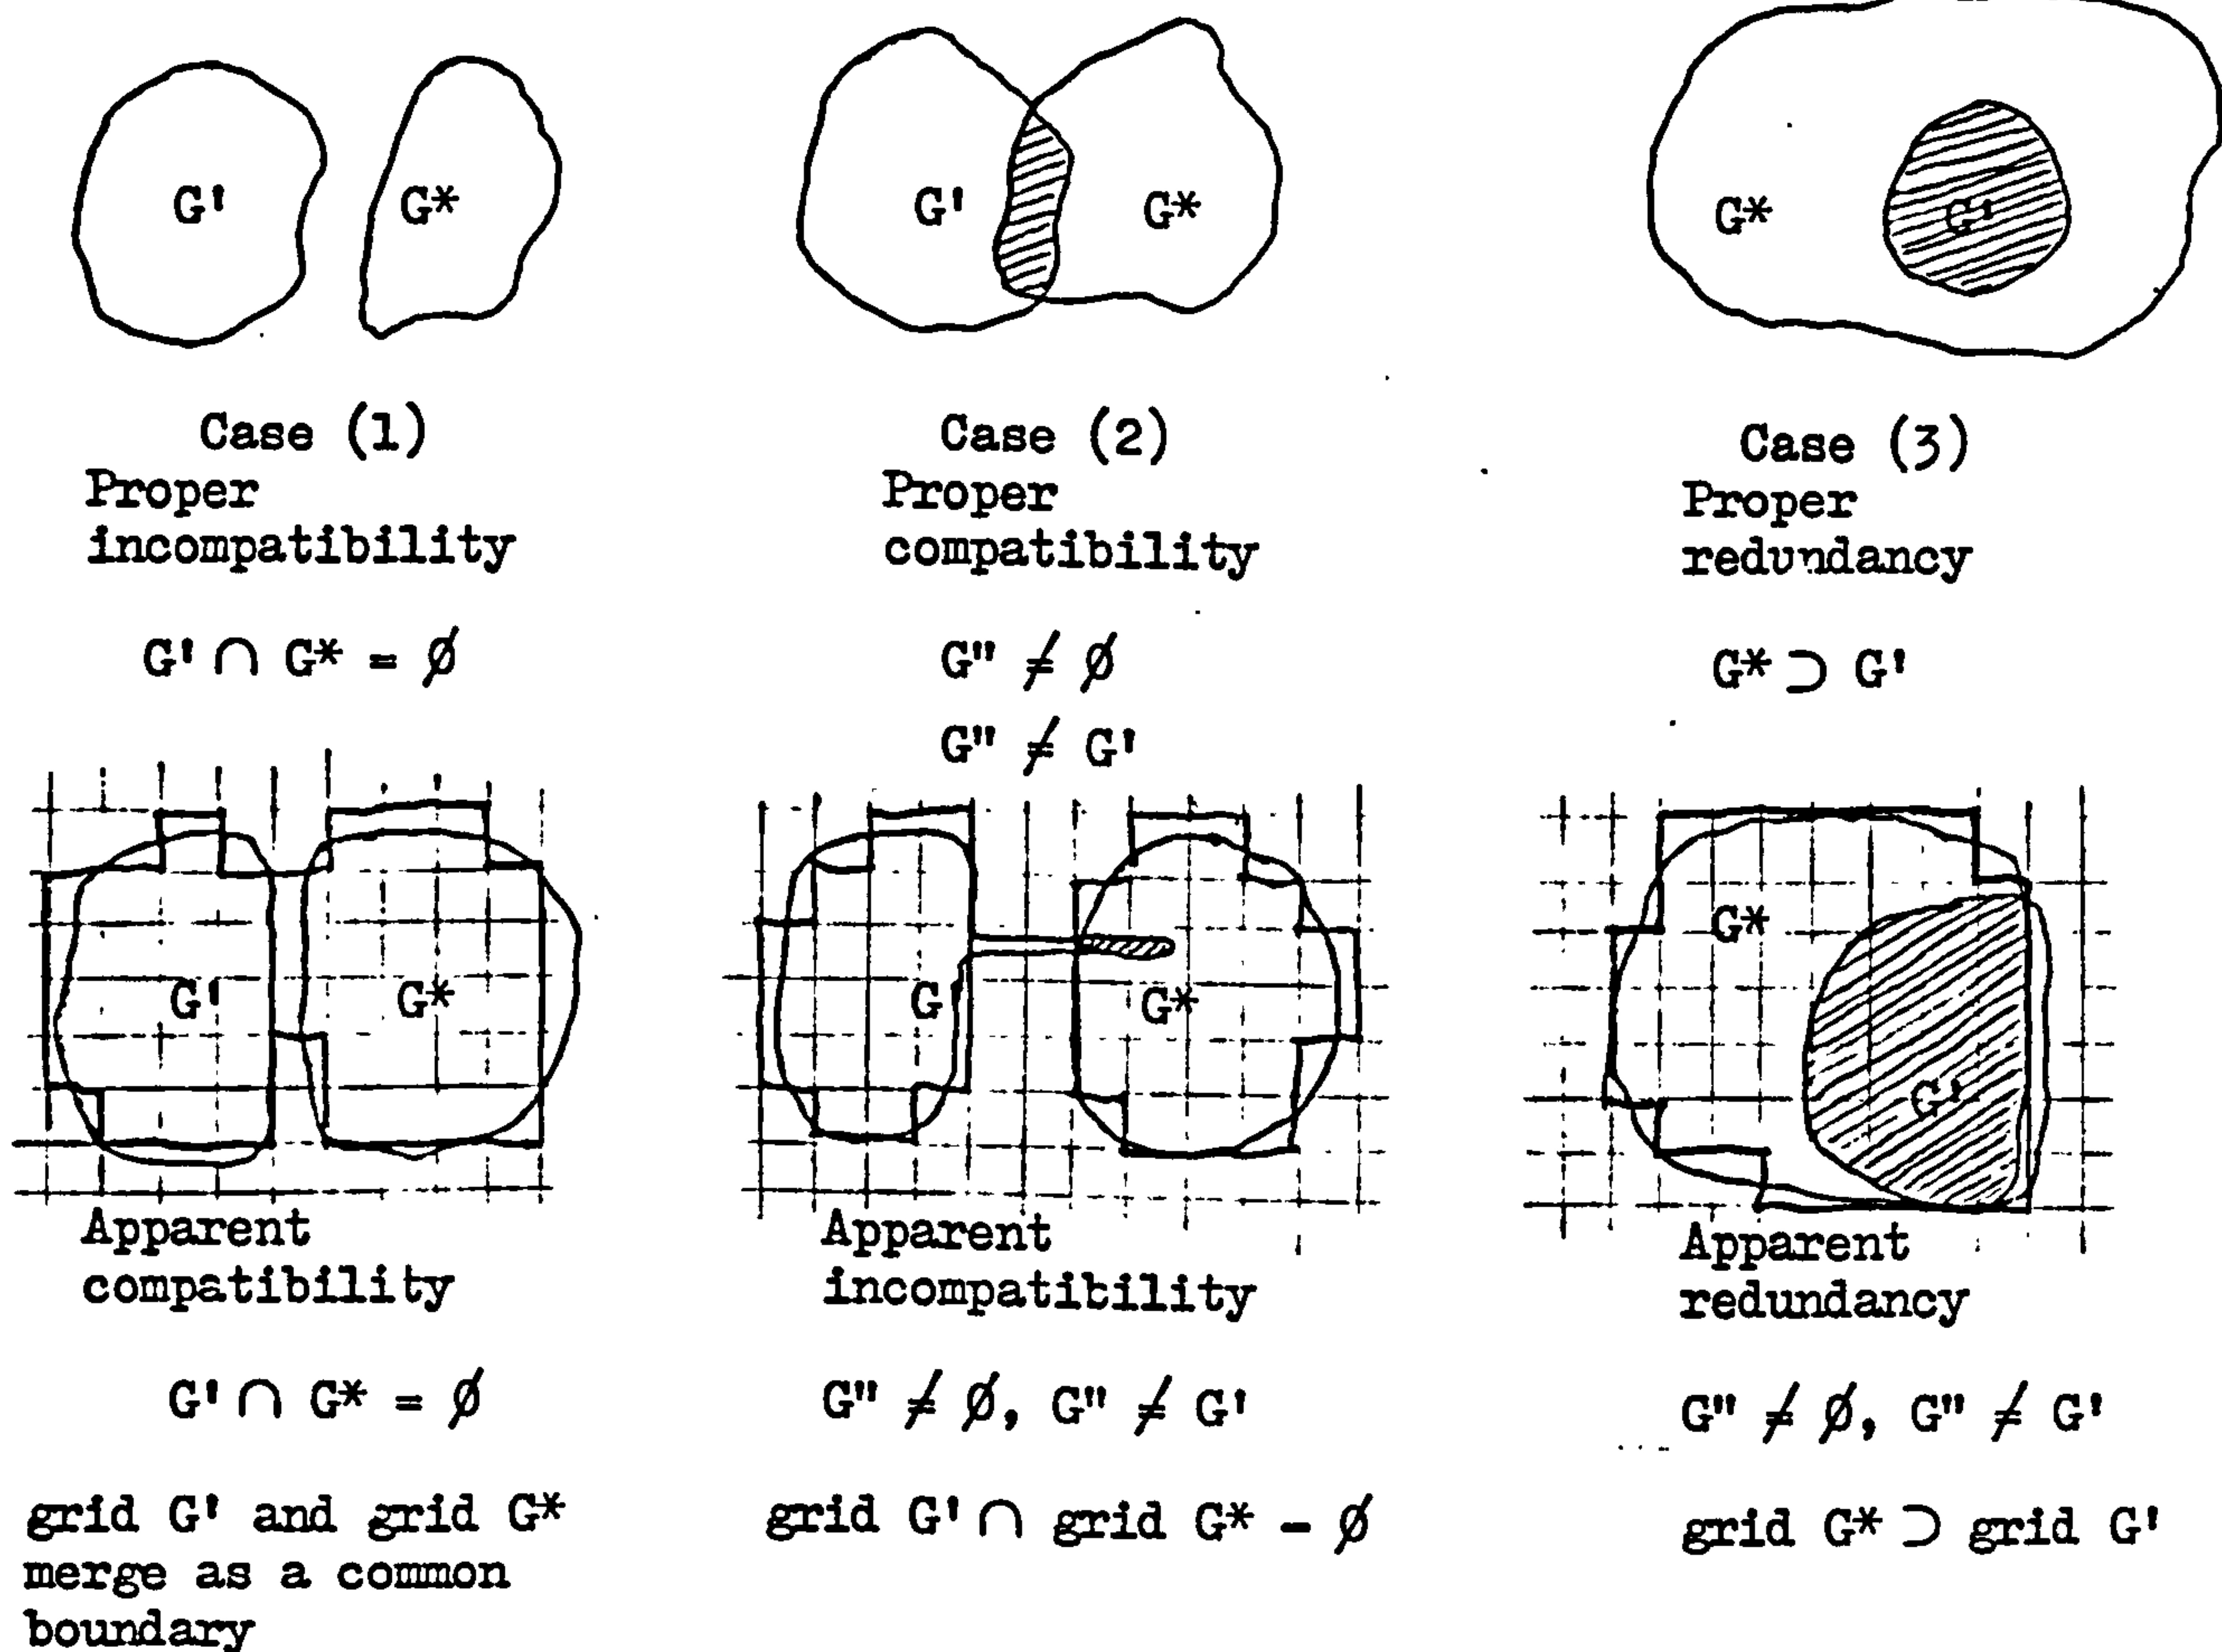 G'
G*
G'
G*
G*
G'
Case (1)
Proper
incompatibility
G' ∩ G* = ∅
Case (2)
Proper
compatibility
G" ≠ ∅
G" ≠ G'
Case (3)
Proper
redundancy
G* ⊃ G'
G'
G*
G
G*
G*
G'
Apparent
compatibility
G' ∩ G* = ∅
grid G' and grid G*
merge as a common
boundary
Apparent
incompatibility
G" ≠ ∅, G" ≠ G'
grid G' ∩ grid G* - ∅
Apparent
redundancy
G" ≠ ∅, G" ≠ G'
grid G* ⊃ grid G'